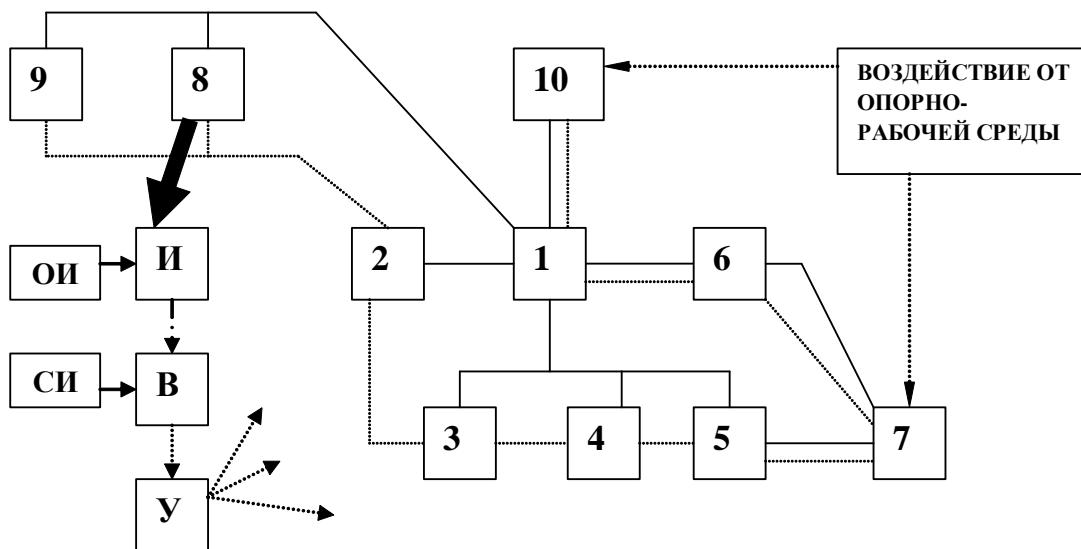 9
8
10
ВОЗДЕЙСТВИЕ ОТ
ОПОРНО-
РАБОЧЕЙ СРЕДЫ
ОИ
И
2
1
6
СИ
В
3
4
5
7
У